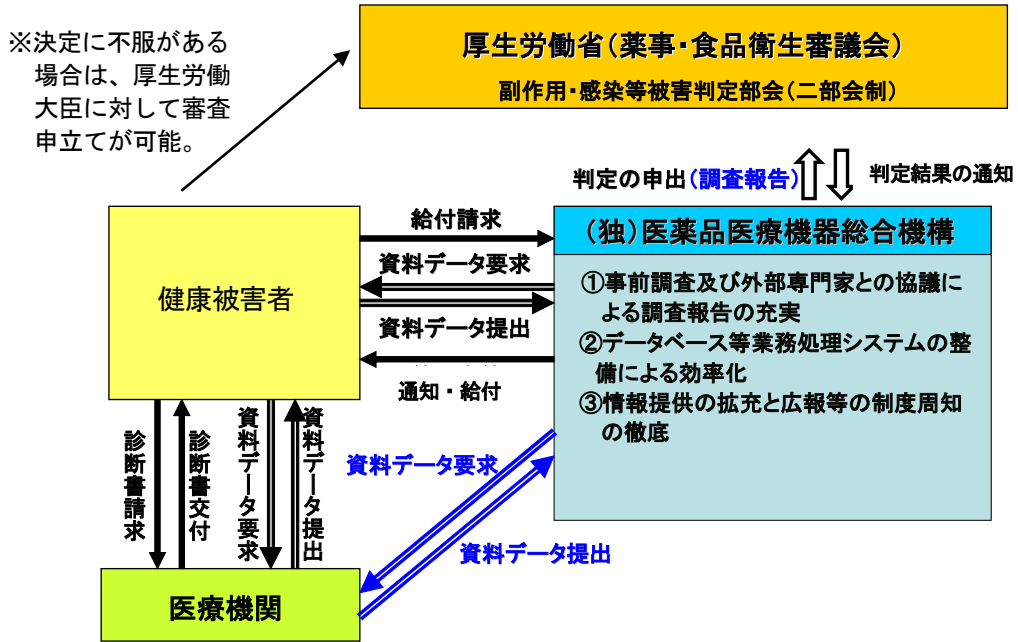 ※決定に不服がある
場合は、厚生労働
大臣に対して審査
申立てが可能。
厚生労働省（薬事・食品衛生審議会）
副作用・感染等被害判定部会（二部会制）
判定の申出（調査報告）
判定結果の通知
健康被害者
給付請求
資料データ要求
資料データ提出
通知・給付
（独）医薬品医療機器総合機構
①事前調査及び外部専門家との協議に
よる調査報告の充実
②データベース等業務処理システムの整
備による効率化
③情報提供の拡充と広報等の制度周知
の徹底
診断書請求
診断書交付
資料データ要求
資料データ提出
資料データ要求
資料データ提出
医療機関